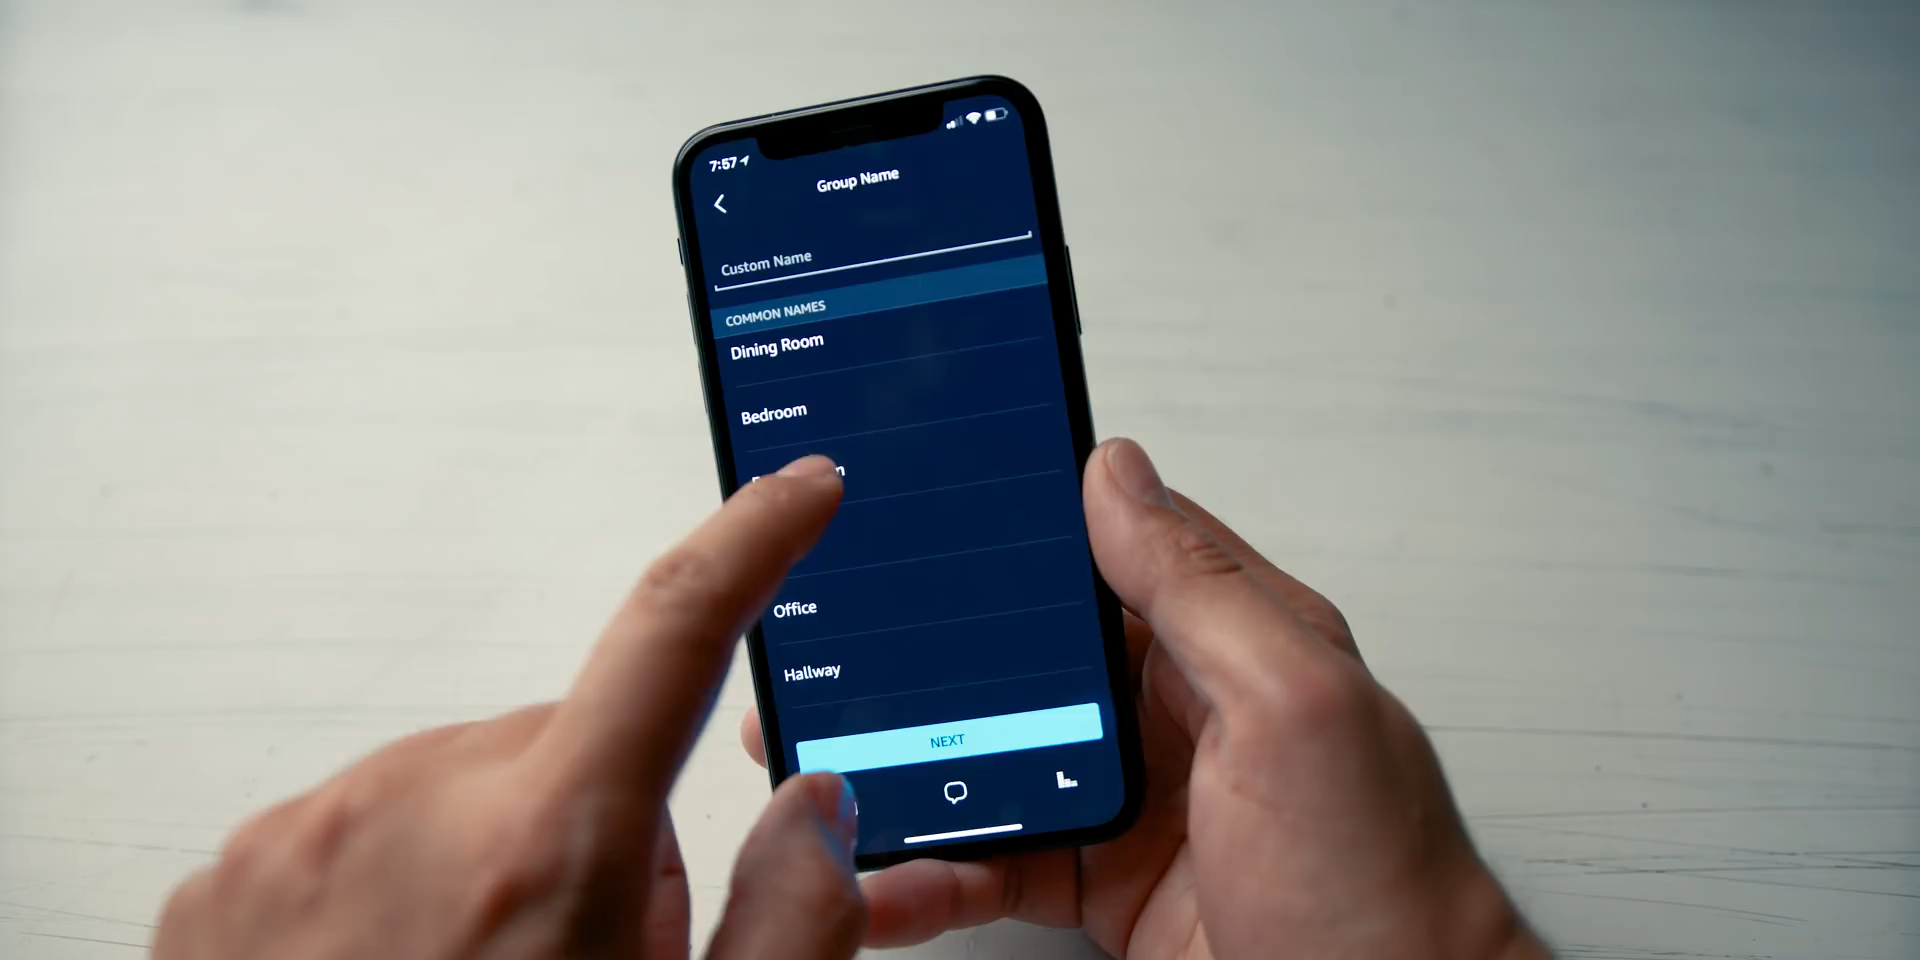 7:57
Group Name
Custom Name
COMMON NAMES
Dining Room
Bedroom
Office
Hallway
NEXT